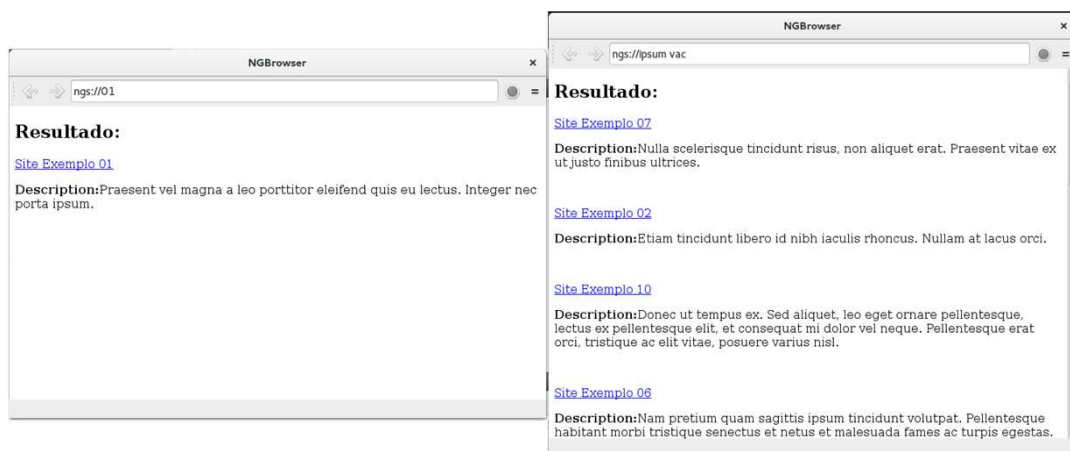 NGBrowser
×
ngs://01
=
Resultado:
Site Exemplo 01
Description:Praesent vel magna a leo porttitor eleifend quis eu lectus. Integer nec
porta ipsum.
NGBrowser
×
ngs://ipsum vac
=
Resultado:
Site Exemplo 07
Description:Nulla scelerisque tincidunt risus, non aliquet erat. Praesent vitae ex
ut justo finibus ultrices.
Site Exemplo 02
Description:Etiam tincidunt libero id nibh iaculis rhoncus. Nullam at lacus orci.
Site Exemplo 10
Description:Donec ut tempus ex. Sed aliquet, leo eget ornare pellentesque,
lectus ex pellentesque elit, et consequat mi dolor vel neque. Pellentesque erat
orci, tristique ac elit vitae, posuere varius nisl.
Site Exemplo 06
Description:Nam pretium quam sagittis ipsum tincidunt volutpat. Pellentesque
habitant morbi tristique senectus et netus et malesuada fames ac turpis egestas.